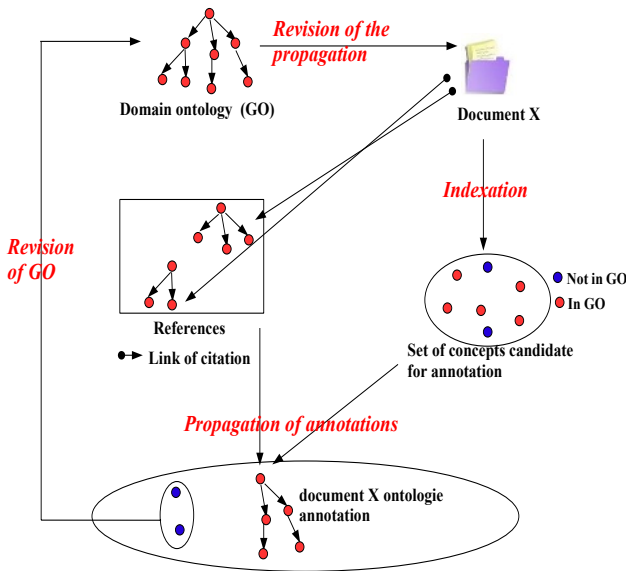 Revision of the
propagation
Domain ontology (GO)
Document X
Indexation
Revision
of GO
Not in GO
In GO
References
Link of citation
Set of concepts candidate
for annotation
Propagation of annotations
document X ontologie
annotation